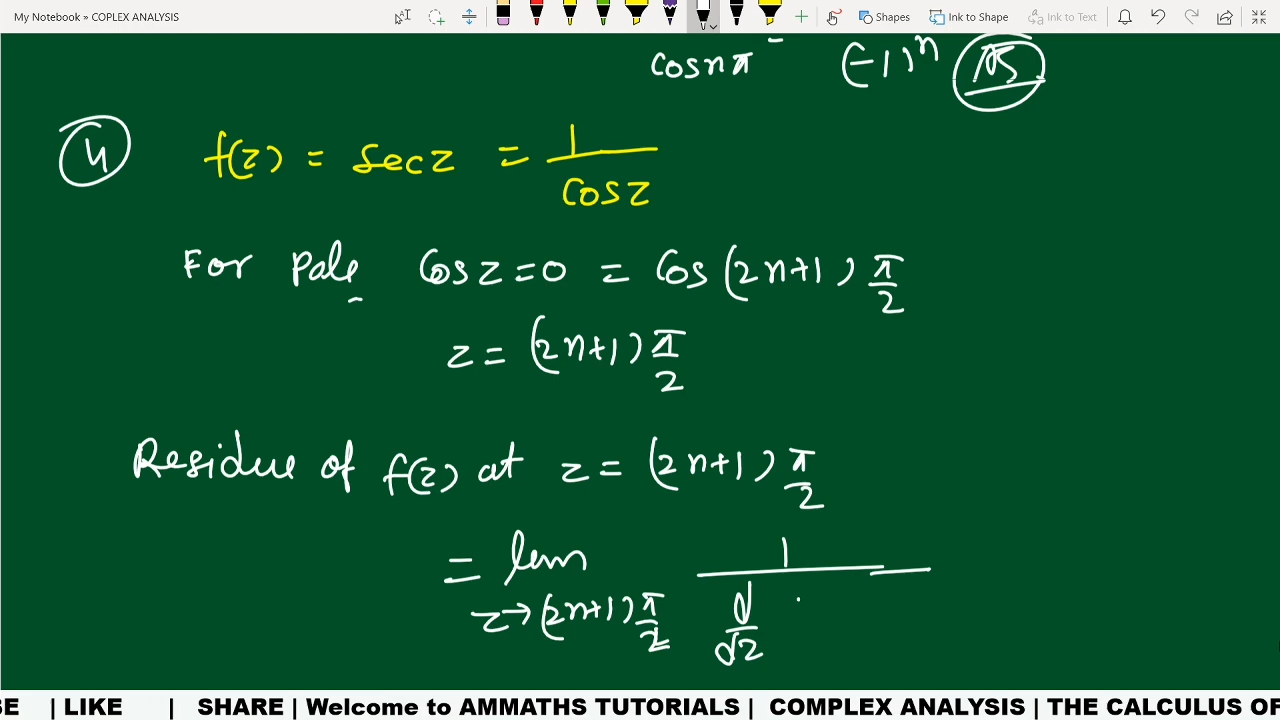 My Notebook » COPLEX ANALYSIS
Shapes Ink to Shape Ink to Text
cos nπ (-1)^n
4 f(z) = sec z = 1/cos z
For Pole cos z = 0 = cos (2n+1) π/2
z = (2n+1) π/2
Residue of f(z) at z = (2n+1) π/2
= lim z→(2n+1) π/2 1/(d/dz
BE | LIKE | SHARE | Welcome to AMMATHS TUTORIALS | COMPLEX ANALYSIS | THE CALCULUS OF